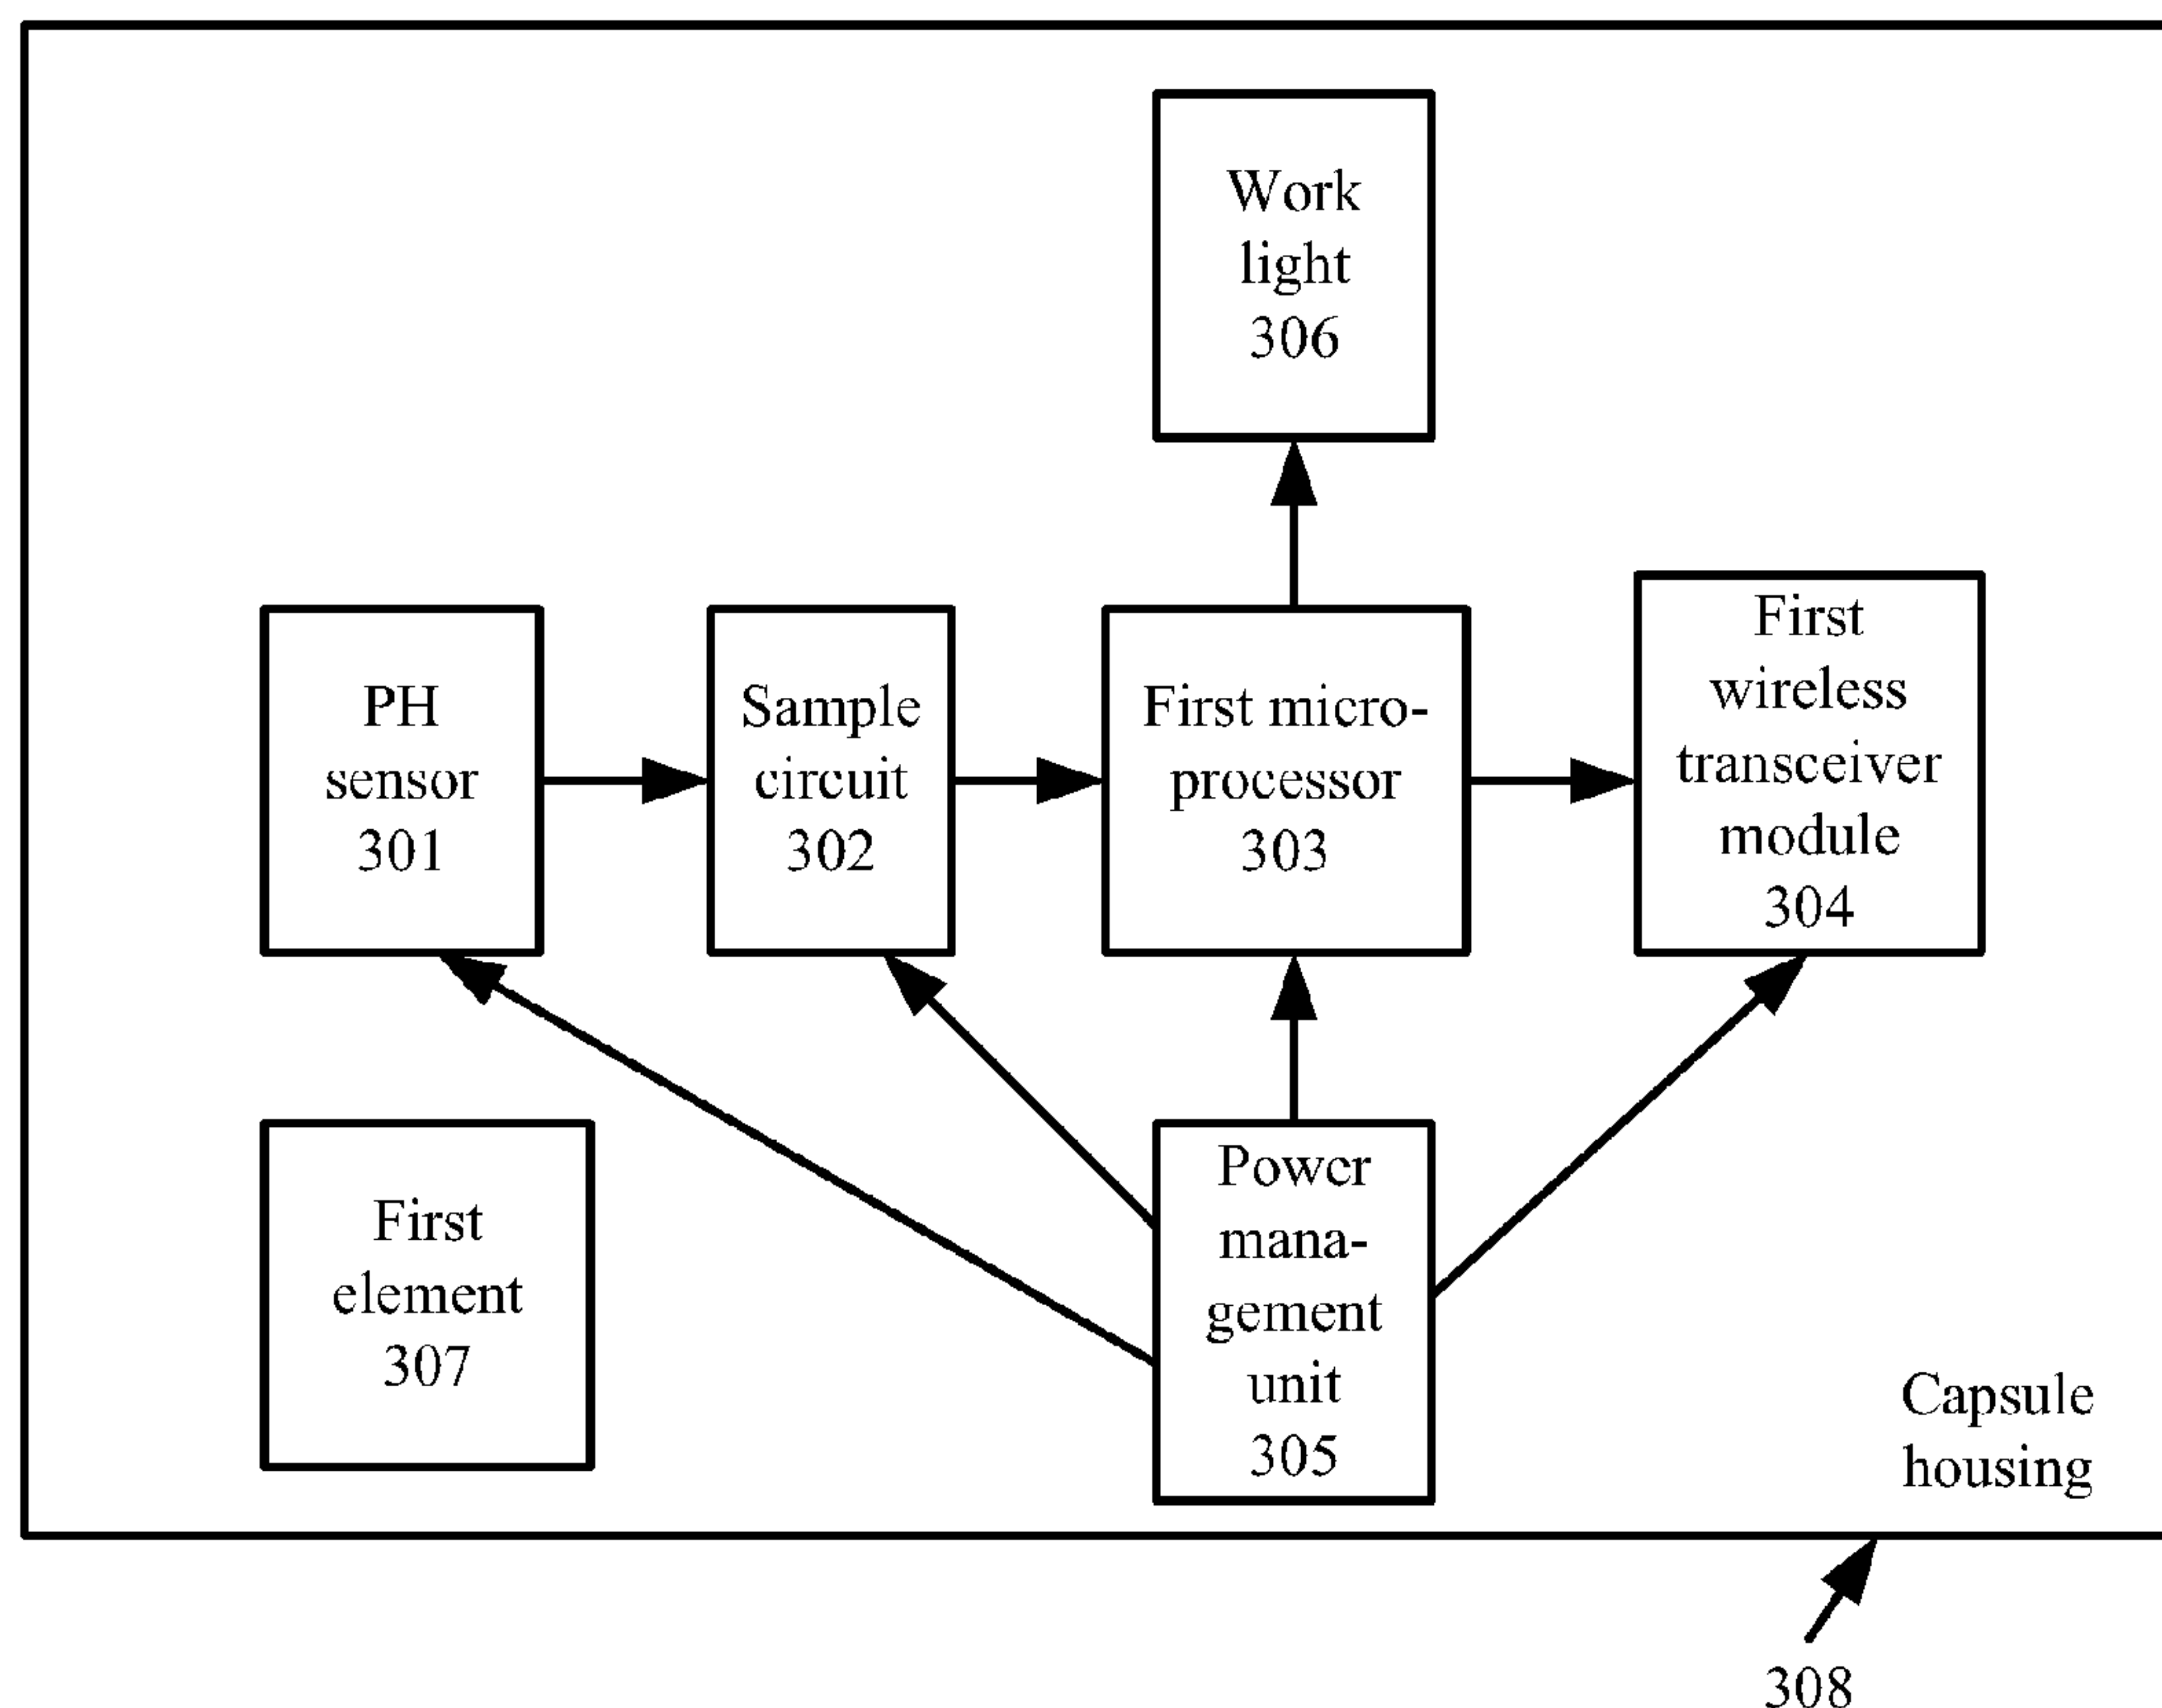 Work
light
306
PH
sensor
301
Sample
circuit
302
First micro-
processor
303
First
wireless
transceiver
module
304
First
element
307
Power
mana-
gement
unit
305
Capsule
housing
308